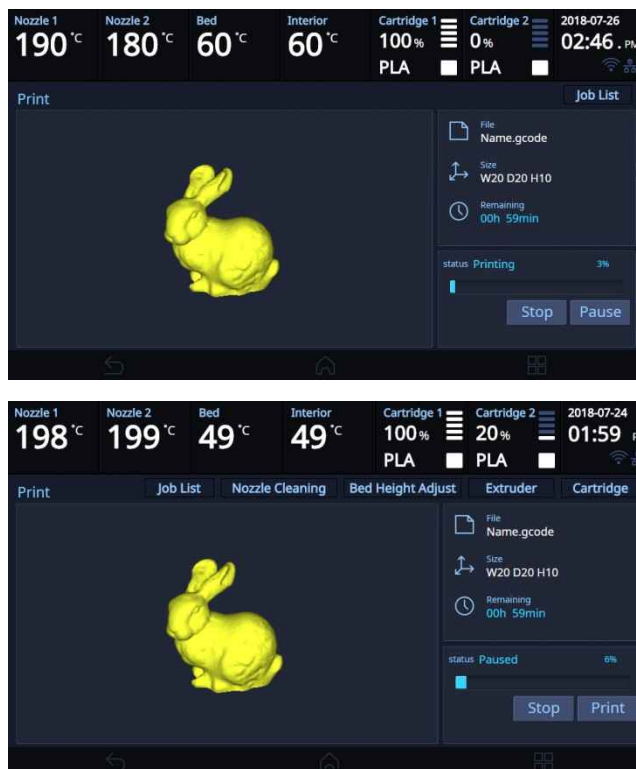 Nozzle 1 Nozzle 2 Bed Interior Cartridge 1 Cartridge 2 2018-07-26
190 °C 180 °C 60 °C 60 °C 100 % 0 % 02:46 . PM
PLA PLA
Print Job List
File
Name.gcode
Size
W20 D20 H10
Remaining
00h 59min
status Printing 3%
Stop Pause
Nozzle 1 Nozzle 2 Bed Interior Cartridge 1 Cartridge 2 2018-07-24
198 °C 199 °C 49 °C 49 °C 100 % 20 % 01:59
PLA PLA
Print Job List Nozzle Cleaning Bed Height Adjust Extruder Cartridge
File
Name.gcode
Size
W20 D20 H10
Remaining
00h 59min
status Paused 6%
Stop Print